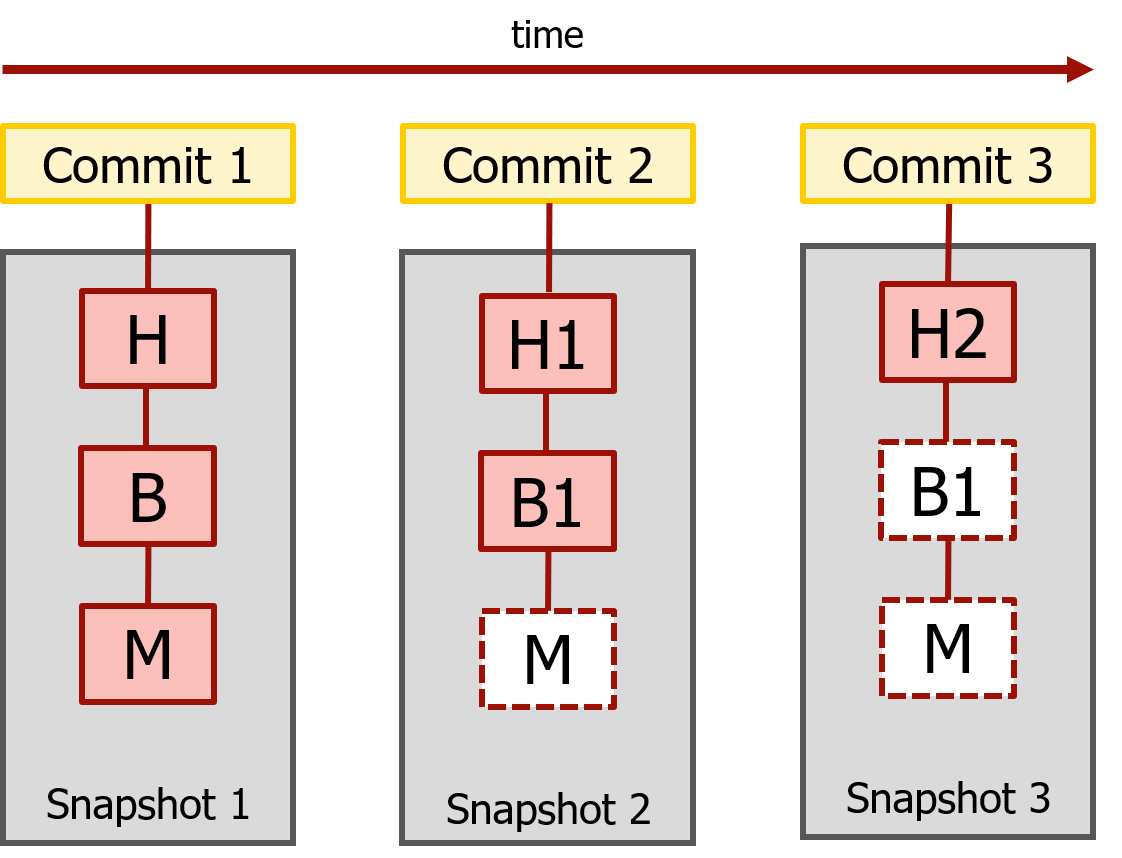 time
Commit 1
Commit 2
Commit 3
H
B
M
Snapshot 1
H1
B1
M
Snapshot 2
H2
B1
M
Snapshot 3